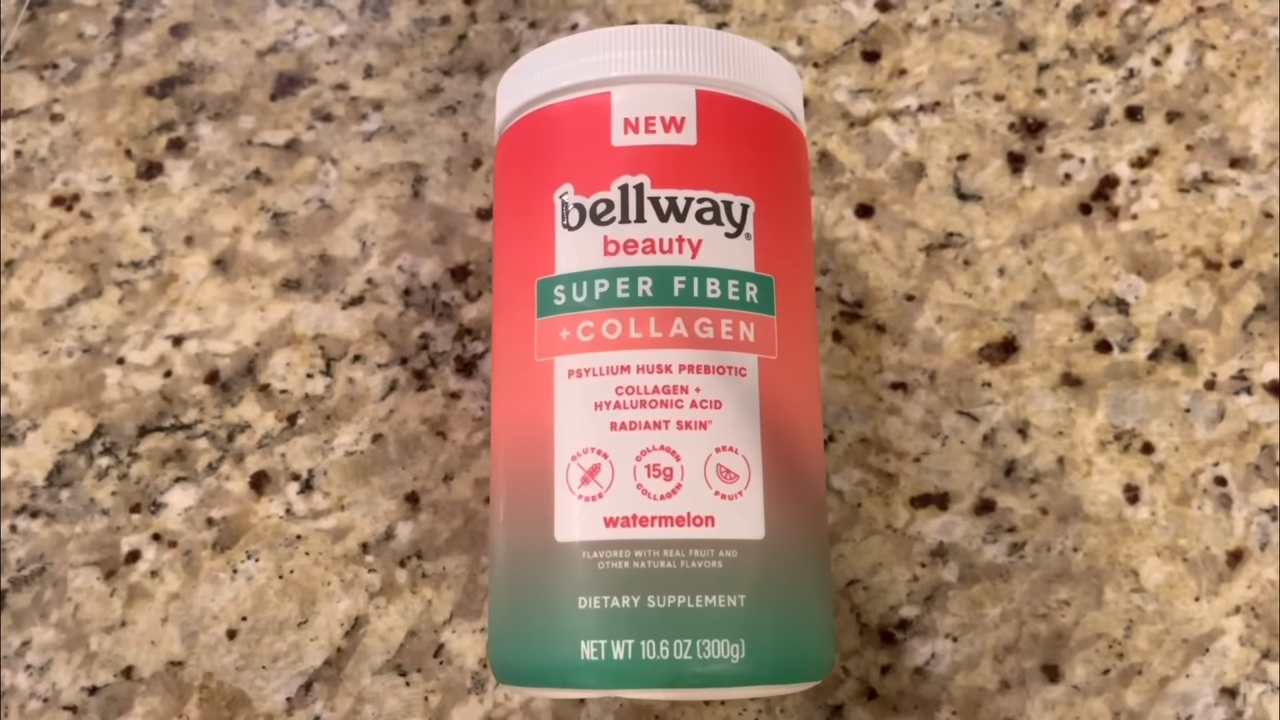 NEW
bellway®
beauty
SUPER FIBER
+COLLAGEN
PSYLLIUM HUSK PREBIOTIC
COLLAGEN +
HYALURONIC ACID
RADIANT SKIN**
GLUTEN FREE
COLLAGEN 15g COLLAGEN
REAL FRUIT
watermelon
FLAVORED WITH REAL FRUIT AND
OTHER NATURAL FLAVORS
DIETARY SUPPLEMENT
NET WT 10.6 OZ (300g)